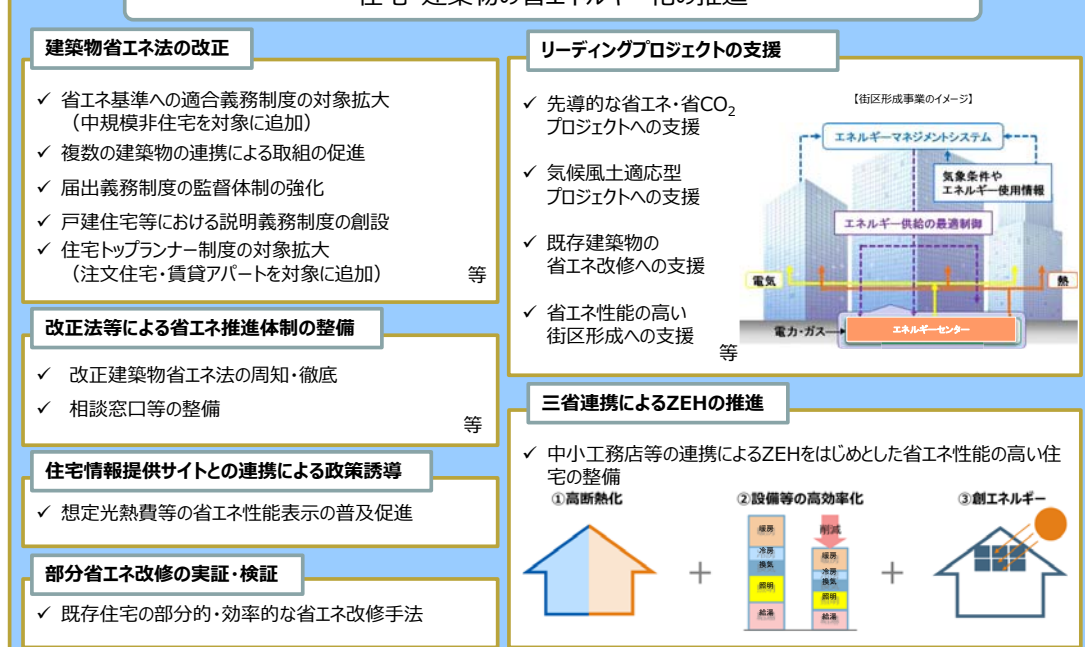 住宅・建築物の省エネルギー化の推進
建築物省エネ法の改正
✓ 省エネ基準への適合義務制度の対象拡大
（中規模非住宅を対象に追加）
✓ 複数の建築物の連携による取組の促進
✓ 届出義務制度の監督体制の強化
✓ 戸建住宅等における説明義務制度の創設
✓ 住宅トップランナー制度の対象拡大
（注文住宅・賃貸アパートを対象に追加）
等
改正法等による省エネ推進体制の整備
✓ 改正建築物省エネ法の周知・徹底
✓ 相談窓口等の整備
等
住宅情報提供サイトとの連携による政策誘導
✓ 想定光熱費等の省エネ性能表示の普及促進
部分省エネ改修の実証・検証
✓ 既存住宅の部分的・効率的な省エネ改修手法
リーディングプロジェクトの支援
✓ 先導的な省エネ・省CO2
プロジェクトへの支援
✓ 気候風土適応型
プロジェクトへの支援
✓ 既存建築物の
省エネ改修への支援
✓ 省エネ性能の高い
街区形成への支援
等
【街区形成事業のイメージ】
エネルギーマネジメントシステム
気象条件や
エネルギー使用情報
エネルギー供給の最適制御
電気
熱
電力・ガス
エネルギーセンター
三省連携によるZEHの推進
✓ 中小工務店等の連携によるZEHをはじめとした省エネ性能の高い住
宅の整備
①高断熱化
②設備等の高効率化
③創エネルギー
暖房
冷房
換気
照明
給湯
削減
暖房
冷房
換気
照明
給湯
+
+